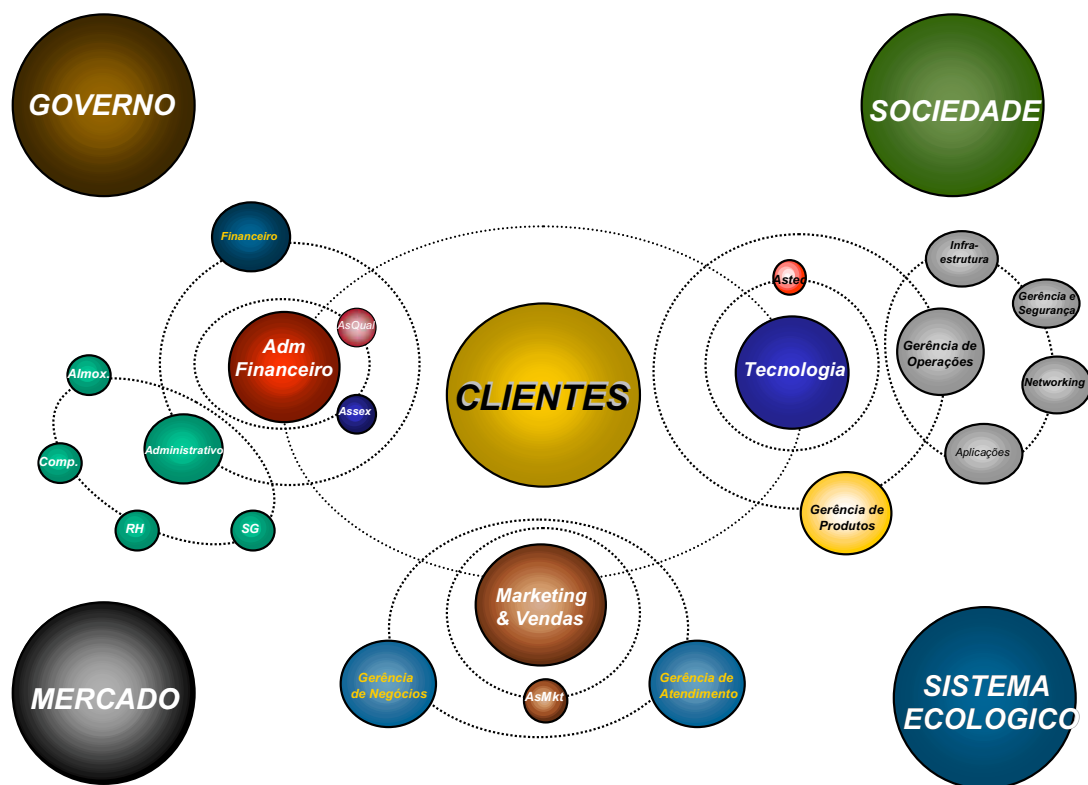 GOVERNO
SOCIEDADE
Financeiro
Infra-
estrutura
Astec
Gerência e
Segurança
AsQual
Adm
Financeiro
Gerência de
Operações
Tecnologia
Almox.
CLIENTES
Networking
Assex
Administrativo
Aplicações
Comp.
Gerência de
Produtos
RH
SG
Marketing
& Vendas
Gerência
de Negócios
Gerência de
Atendimento
AsMkt
MERCADO
SISTEMA
ECOLOGICO